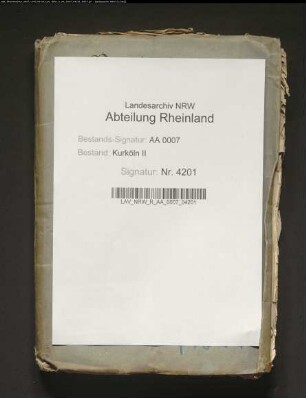 Landesarchiv NRW
Abteilung Rheinland
Bestands-Signatur: AA 0007
Bestand: Kurköln II
Signatur: Nr. 4201
LAV_NRW_R_AA_0007_04201